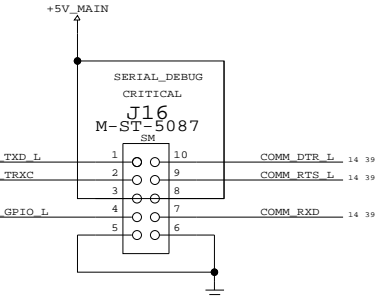 +5V_MAIN
SERIAL_DEBUG
CRITICAL
J16
M-ST-5087
SM
TXD_L 1 10 COMM_DTR_L 14 39
TRXC 2 9 COMM_RTS_L 14 39
3 8
GPIO_L 4 7 COMM_RXD 14 39
5 6